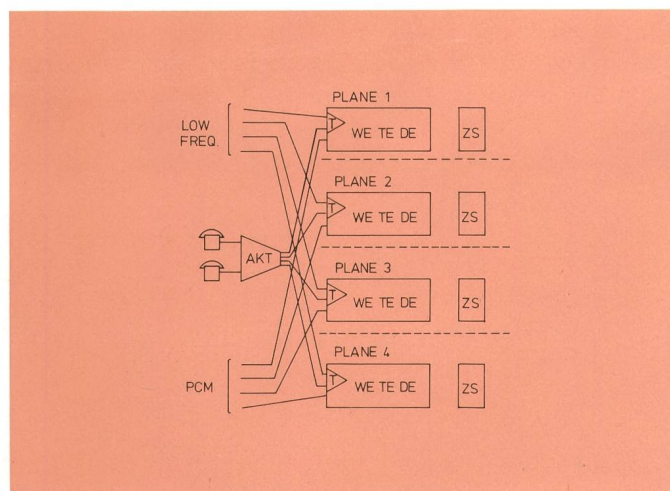 PLANE 1
LOW
FREQ.
T
WE TE DE
ZS
PLANE 2
T
WE TE DE
ZS
AKT
PLANE 3
T
WE TE DE
ZS
PLANE 4
T
WE TE DE
ZS
PCM